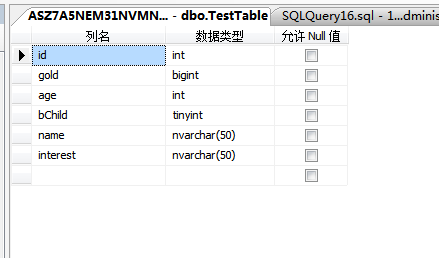 ASZ7A5NEM31NVMN... - dbo.TestTable SQLQuery16.sql - 1...dminis
列名 数据类型 允许 Null 值
id int
gold bigint
age int
bChild tinyint
name nvarchar(50)
interest nvarchar(50)